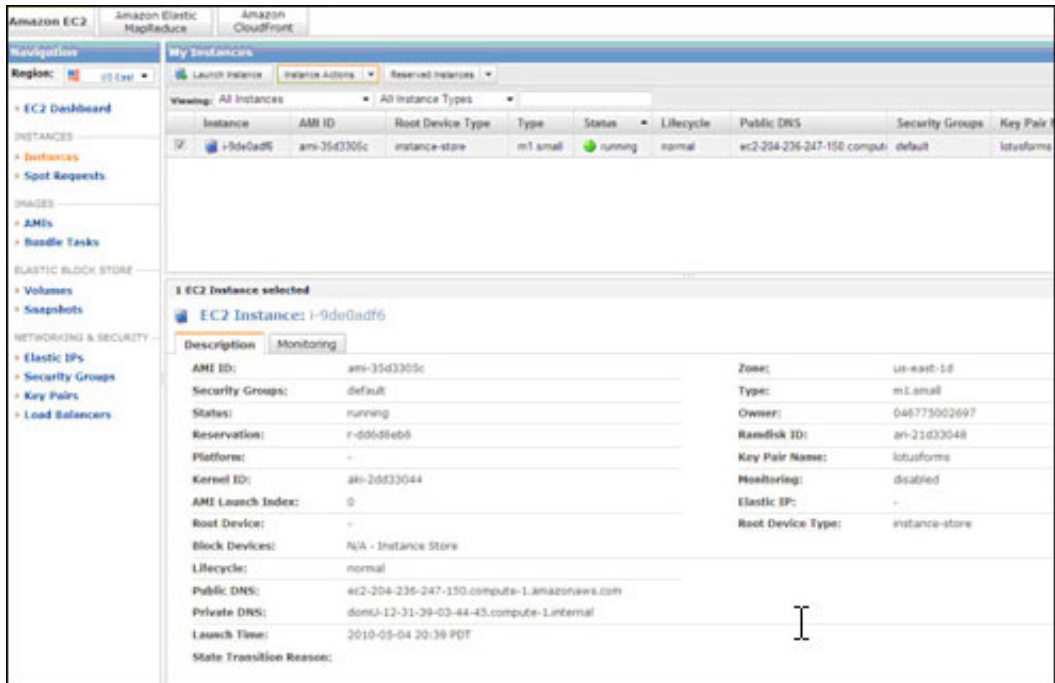 Amazon EC2
Amazon Elastic MapReduce
Amazon CloudFront
Navigation
My Instances
Region: US East
Launch Instance Instance Actions Reserved Instances
Viewing: All Instances All Instance Types
EC2 Dashboard
Instance AMI ID Root Device Type Type Status Lifecycle Public DNS Security Groups Key Pair
INSTANCES
i-9de0adf6 ami-35d3305c instance-store m1.small running normal ec2-204-236-247-150.comput default lotusforms
Instances
Spot Requests
IMAGES
AMIs
Bundle Tasks
ELASTIC BLOCK STORE
Volumes
Snapshots
NETWORKING & SECURITY
Elastic IPs
Security Groups
Key Pairs
Load Balancers
1 EC2 Instance selected
EC2 Instance: i-9de0adf6
Description Monitoring
AMI ID: ami-35d3305c Zone: us-east-1d
Security Groups: default Type: m1.small
Status: running Owner: 046775002697
Reservation: r-dd6d8eb6 Ramdisk ID: ari-21d33048
Platform: - Key Pair Name: lotusforms
Kernel ID: aki-2dd33044 Monitoring: disabled
AMI Launch Index: 0 Elastic IP: -
Root Device: - Root Device Type: instance-store
Block Devices: N/A - Instance Store
Lifecycle: normal
Public DNS: ec2-204-236-247-150.compute-1.amazonaws.com
Private DNS: domU-12-31-39-03-44-45.compute-1.internal
Launch Time: 2010-05-04 20:39 PDT
State Transition Reason: